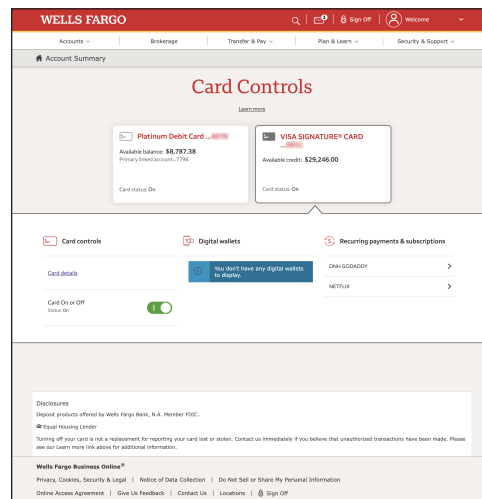 WELLS FARGO
Sign Off
Welcome
Accounts
Brokerage
Transfer & Pay
Plan & Learn
Security & Support
Account Summary
Card Controls
Learn more
Platinum Debit Card ...
Available balance: $8,787.38
Primary linked account...7796
Card status: On
VISA SIGNATURE® CARD
...
Available credit: $29,246.00
Card status: On
Card controls
Card details
Card On or Off
Status: On
Digital wallets
You don't have any digital wallets
to display.
Recurring payments & subscriptions
DNH GODADDY
NETFLIX
Disclosures
Deposit products offered by Wells Fargo Bank, N.A. Member FDIC.
Equal Housing Lender
Turning off your card is not a replacement for reporting your card lost or stolen. Contact us immediately if you believe that unauthorized transactions have been made. Please
see our Learn more link above for additional information.
Wells Fargo Business Online®
Privacy, Cookies, Security & Legal | Notice of Data Collection | Do Not Sell or Share My Personal Information
Online Access Agreement | Give Us Feedback | Contact Us | Locations | Sign Off